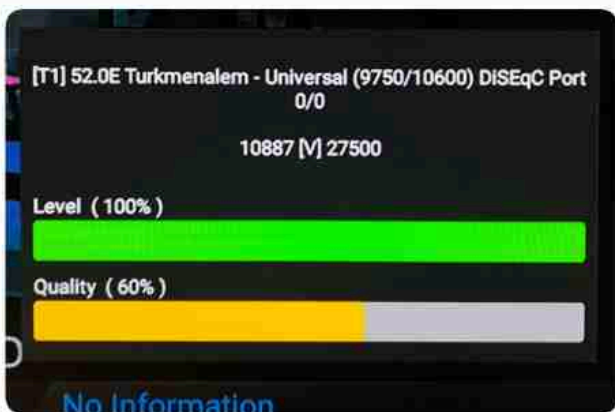 [T1] 52.0E Turkmenalem - Universal (9750/10600) DiSEqC Port
0/0
10887 [V] 27500
Level ( 100% )
Quality ( 60% )
No Information